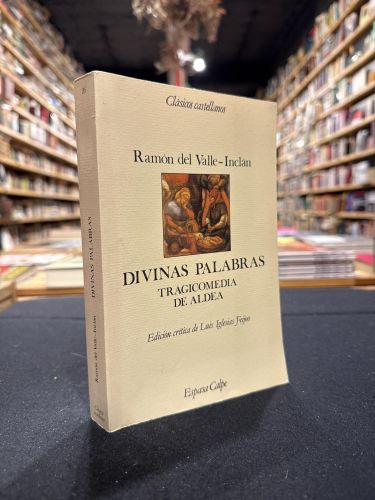 Clásicos castellanos
Ramón del Valle-Inclán
DIVINAS PALABRAS
TRAGICOMEDIA
DE ALDEA
Edición crítica de Luis Iglesias Feijoo
Espasa Calpe
Ramón del Valle-Inclán DIVINAS PALABRAS